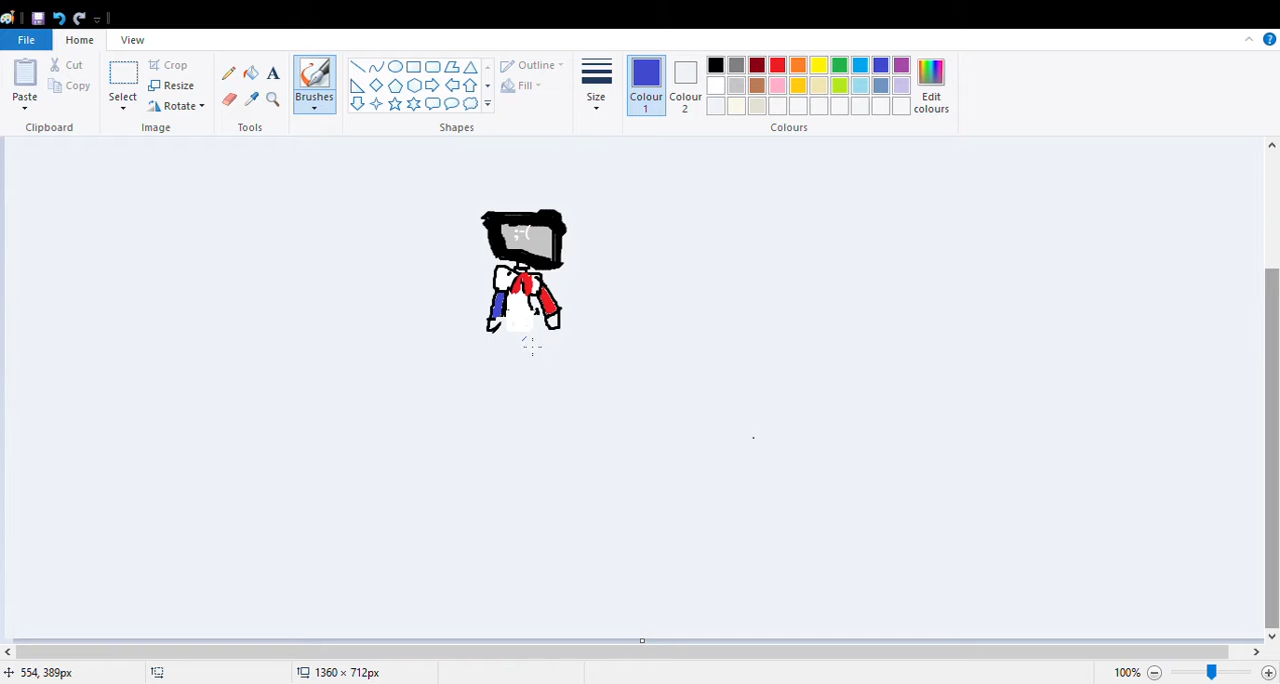 File Home View
Paste Cut Copy Select Crop Resize Rotate Brushes Outline Fill Size Colour 1 Colour 2 Edit colours
Clipboard Image Tools Shapes Colours
;-(
554, 389px 1360 × 712px 100%